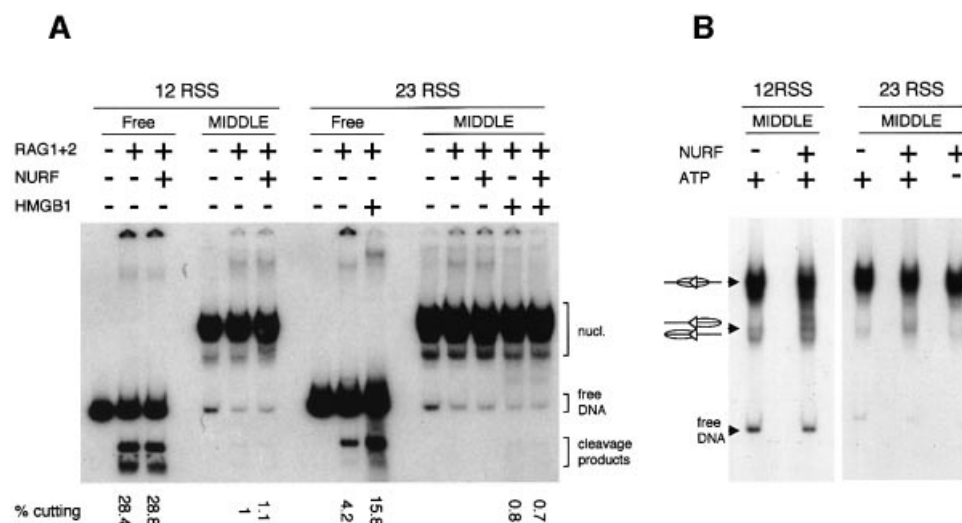 A
12 RSS 23 RSS
Free MIDDLE Free MIDDLE
RAG1+2 - + + - + + - + + - + + + +
NURF - - + - - + - - - - - + - +
HMGB1 - - - - - - - - + - - - + +
nucl.
free
DNA
cleavage
products
% cutting 28.4 28.8 1 1.1 4.2 15.8 0.8 0.7
B
12RSS 23 RSS
MIDDLE MIDDLE
NURF - + - + +
ATP + + + + -
free
DNA